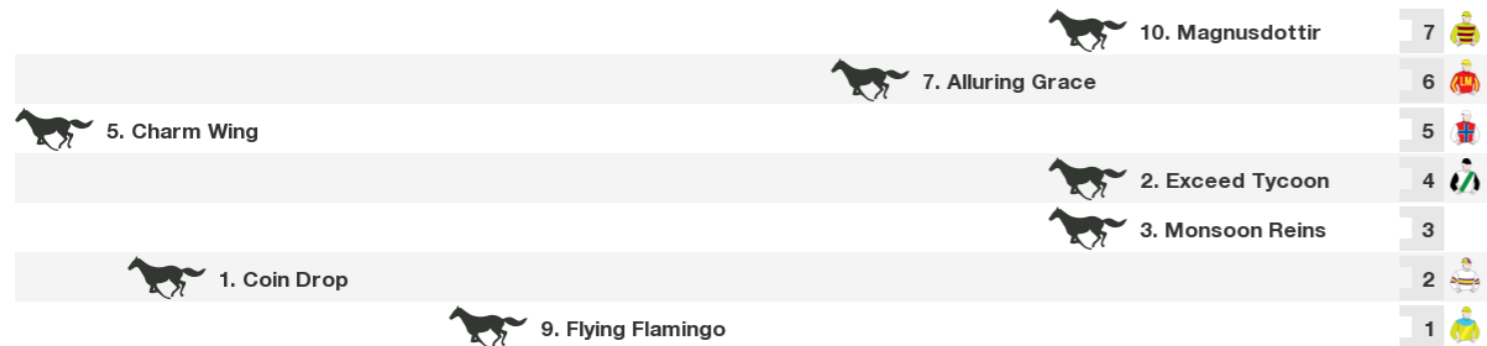 10. Magnusdottir 7
7. Alluring Grace 6 LM
5. Charm Wing 5
2. Exceed Tycoon 4
3. Monsoon Reins 3
1. Coin Drop 2
9. Flying Flamingo 1